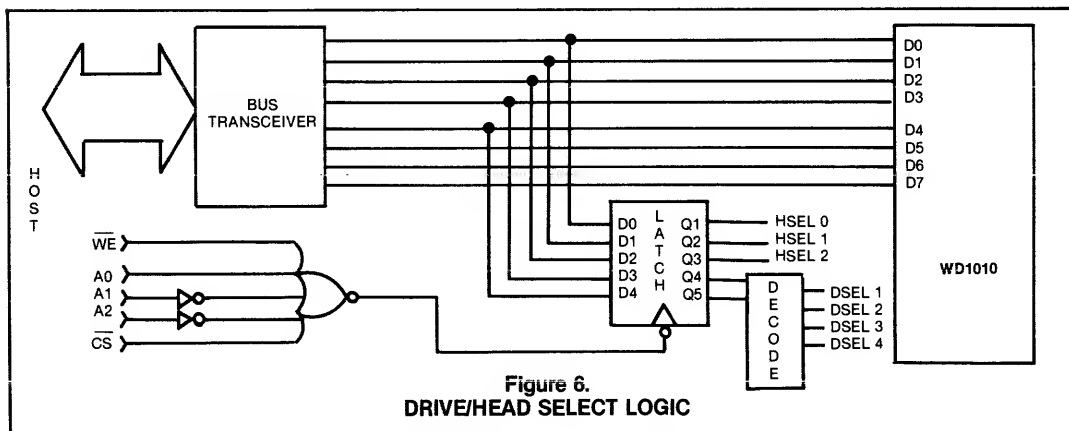 HOST
BUS
TRANSCEIVER
D0
D1
D2
D3
D4
D5
D6
D7
WD1010
W̅E̅
A0
A1
A2
C̅S̅
D0
D1
D2
D3
D4
LATCH
Q1
Q2
Q3
Q4
Q5
HSEL 0
HSEL 1
HSEL 2
DECODE
DSEL 1
DSEL 2
DSEL 3
DSEL 4
Figure 6.
DRIVE/HEAD SELECT LOGIC